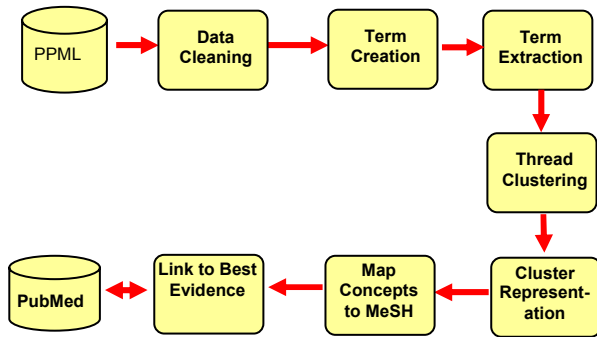 PPML
Data
Cleaning
Term
Creation
Term
Extraction
Thread
Clustering
Cluster
Represent-
ation
Map
Concepts
to MeSH
Link to Best
Evidence
PubMed